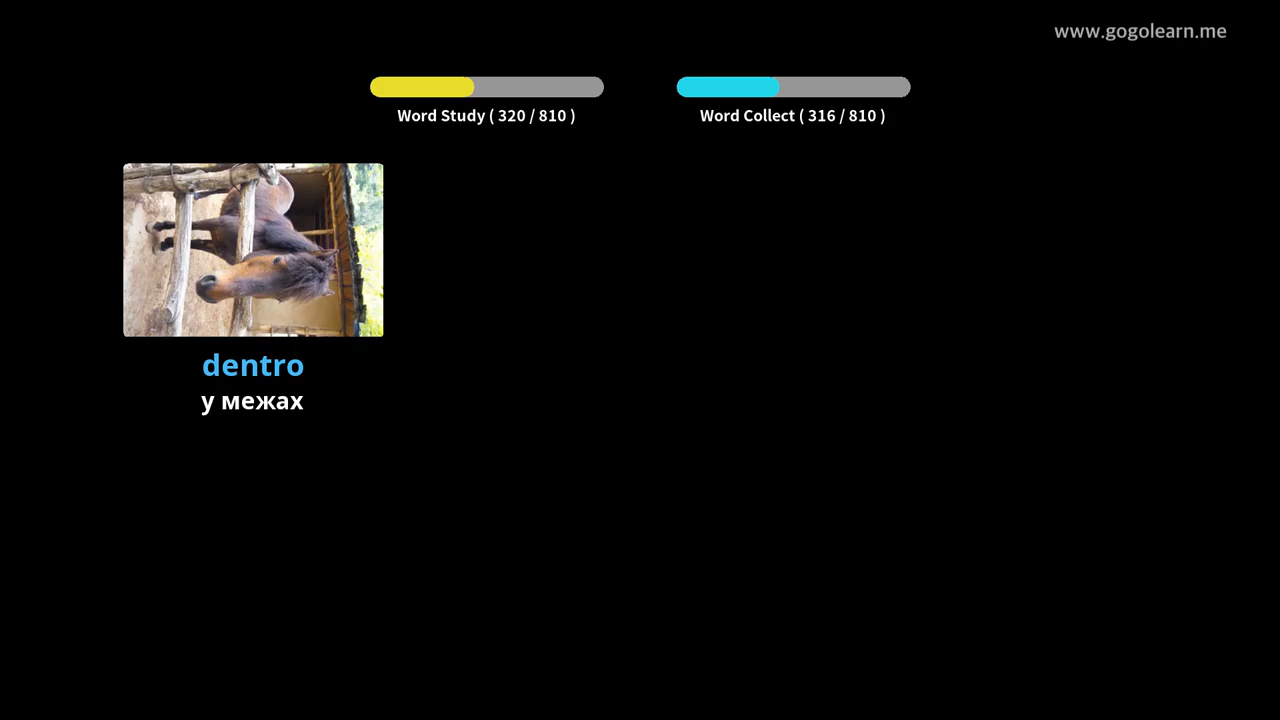 www.gogolearn.me
Word Study ( 320 / 810 )
Word Collect ( 316 / 810 )
dentro
у межах